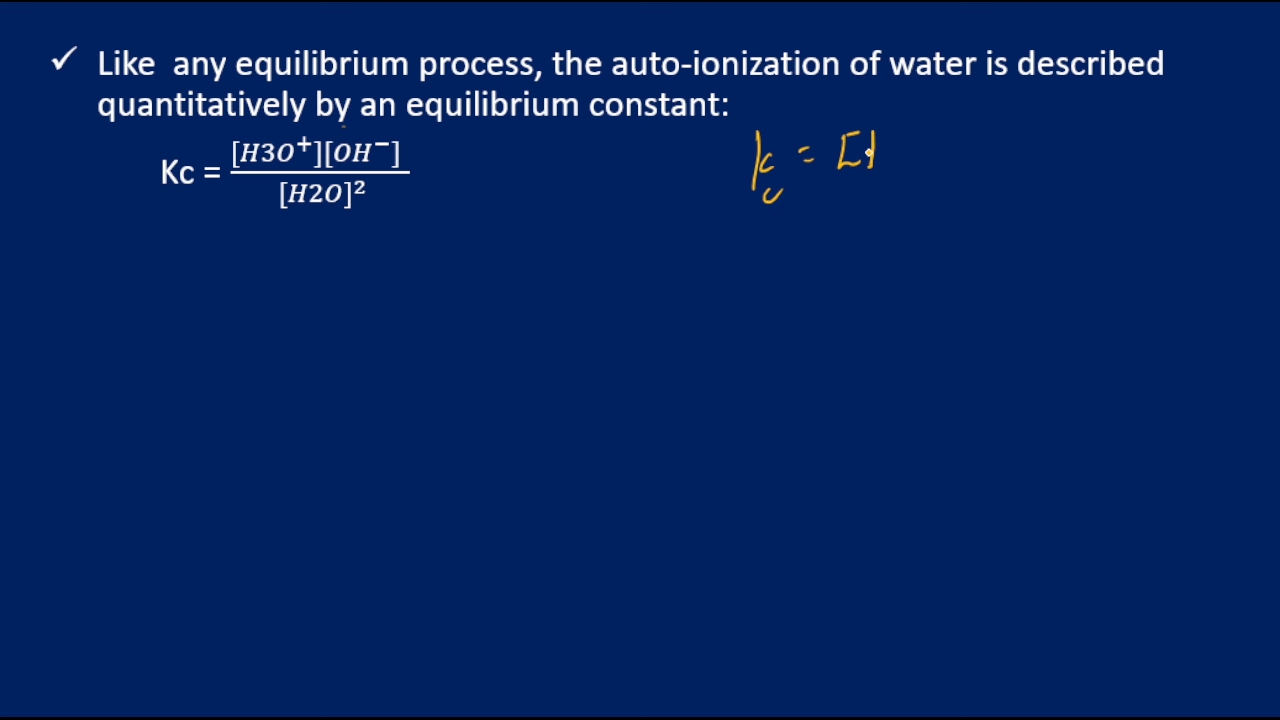 ✓ Like any equilibrium process, the auto-ionization of water is described
quantitatively by an equilibrium constant:
Kc = [H3O⁺][OH⁻] / [H2O]²
Kc = [